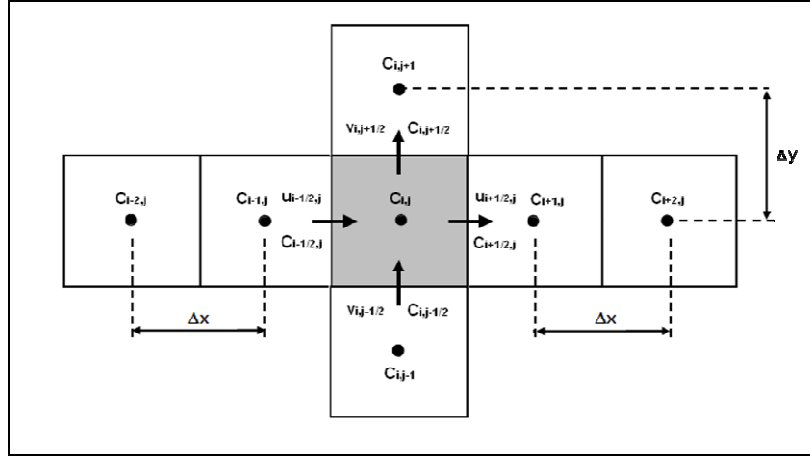 Ci,j+1
vi,j+1/2 Ci,j+1/2
Δy
Ci-2,j Ci-1,j ui-1/2,j Ci,j ui+1/2,j Ci+1,j Ci+2,j
Ci-1/2,j Ci+1/2,j
vi,j-1/2 Ci,j-1/2
Δx Δx
Ci,j-1